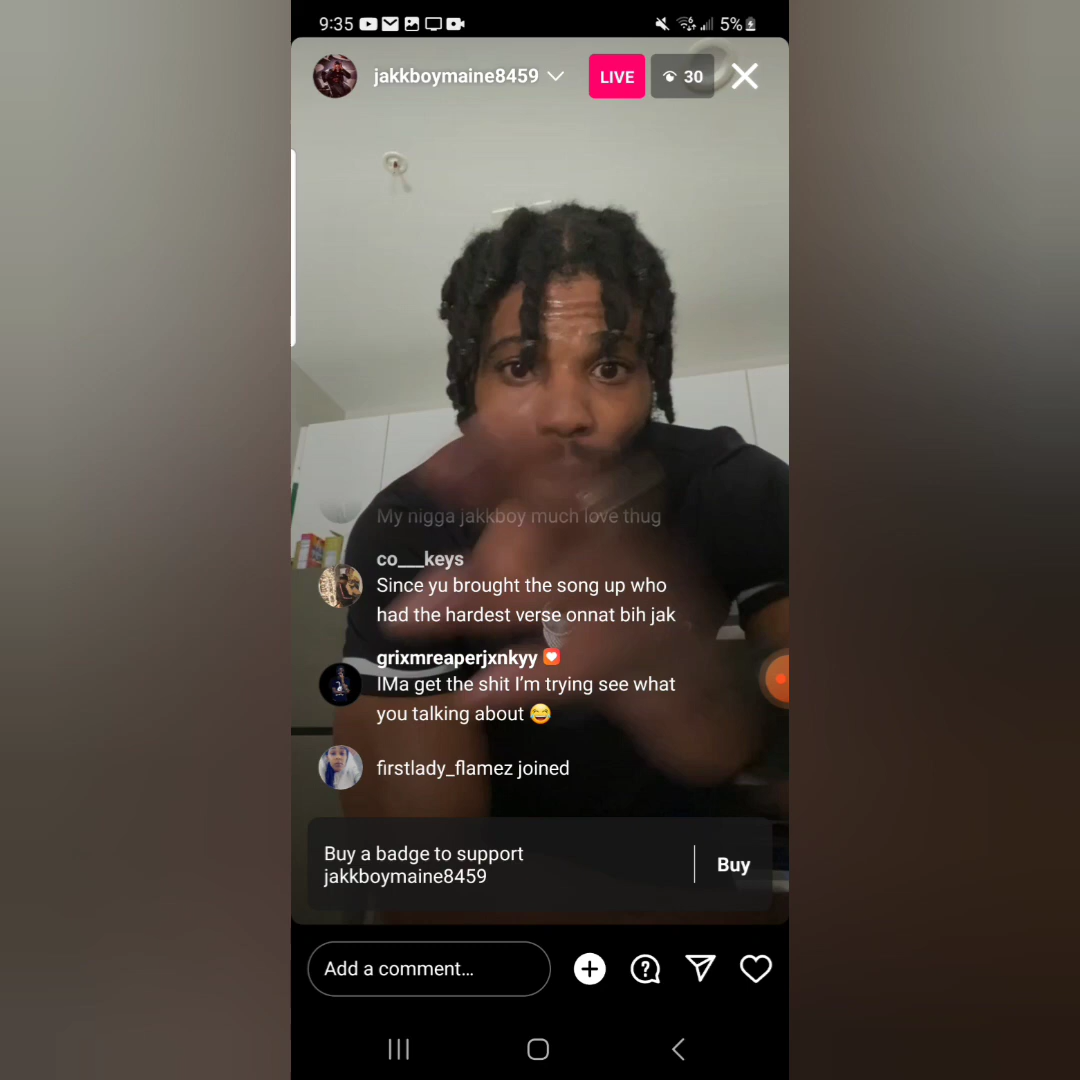 9:35
5%
jakkboymaine8459
LIVE
30
My nigga jakkboy much love thug
co___keys
Since yu brought the song up who
had the hardest verse onnat bih jak
grixmreaperjxnkyy
IMa get the shit I'm trying see what
you talking about 😂
firstlady_flamez joined
Buy a badge to support
jakkboymaine8459
Buy
Add a comment...